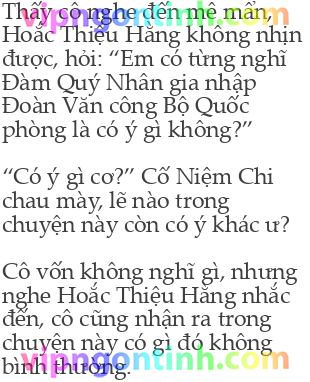 Thấy cô nghe đến mê mẩn,
Hoắc Thiệu Hằng không nhịn
được, hỏi: “Em có từng nghĩ
Đàm Quý Nhân gia nhập
Đoàn Văn công Bộ Quốc
phòng là có ý gì không?”
“Có ý gì cơ?” Cố Niệm Chi
chau mày, lẽ nào trong
chuyện này còn có ý khác ư?
Cô vốn không nghĩ gì, nhưng
nghe Hoắc Thiệu Hằng nhắc
đến, cô cũng nhận ra trong
chuyện này có gì đó không
bình thường.
vipngontinh.com
vipngontinh.com